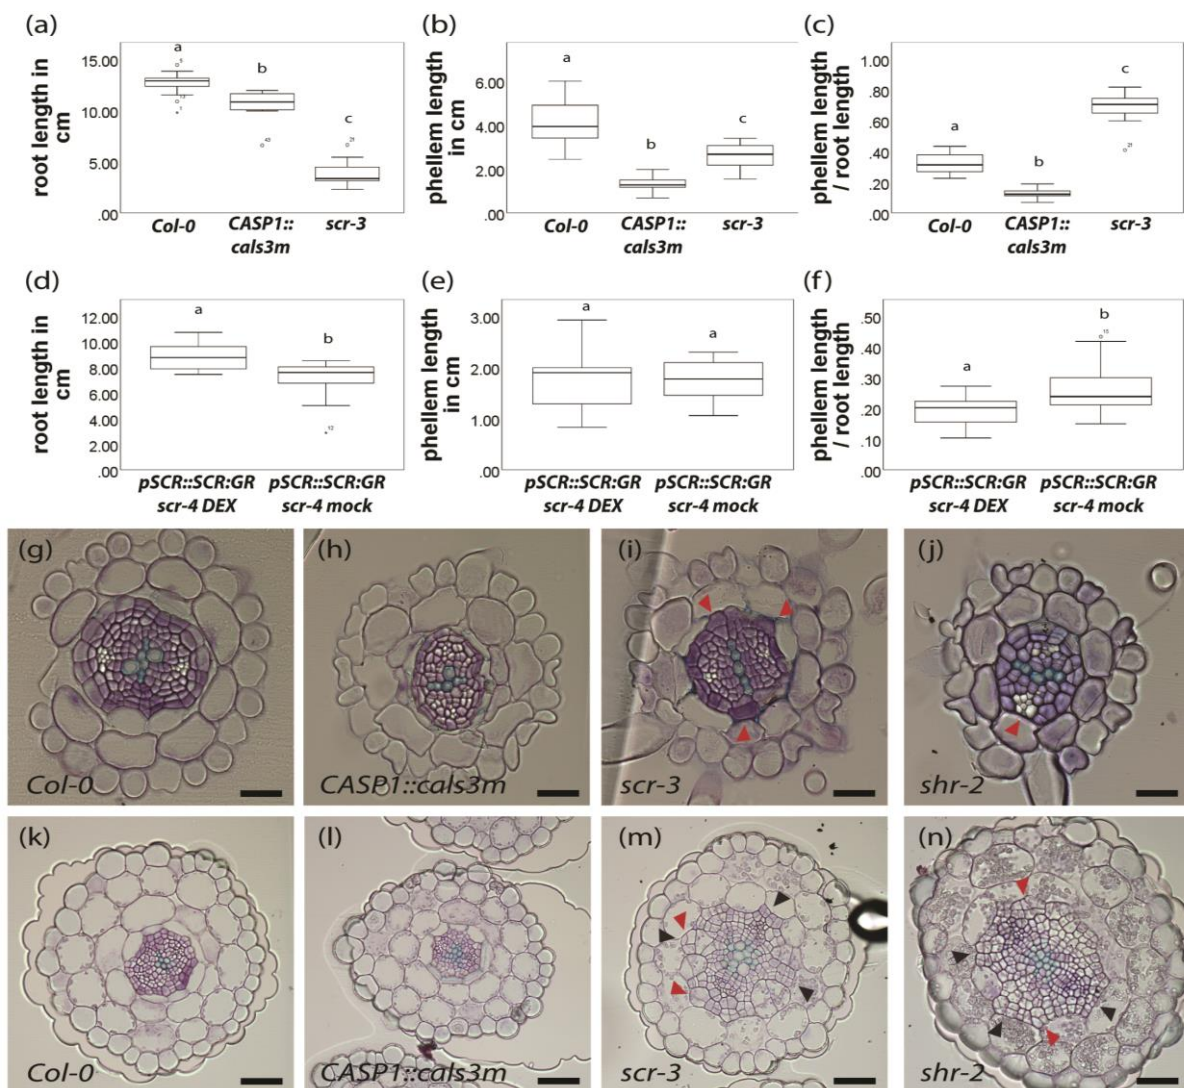 (a)
root length in
cm
15.00
10.00
5.00
.00
a
b
c
Col-0
CASP1::
cals3m
scr-3
(b)
phellem length
in cm
6.00
4.00
2.00
.00
a
b
c
Col-0
CASP1::
cals3m
scr-3
(c)
phellem length
/ root length
1.00
.80
.60
.40
.20
.00
a
b
c
21
Col-0
CASP1::
cals3m
scr-3
(d)
root length in
cm
12.00
10.00
8.00
6.00
4.00
2.00
.00
a
b
pSCR::SCR:GR
scr-4 DEX
pSCR::SCR:GR
scr-4 mock
(e)
phellem length
in cm
3.00
2.00
1.00
.00
a
a
pSCR::SCR:GR
scr-4 DEX
pSCR::SCR:GR
scr-4 mock
(f)
phellem length
/ root length
.50
.40
.30
.20
.10
.00
a
b
pSCR::SCR:GR
scr-4 DEX
pSCR::SCR:GR
scr-4 mock
(g)
Col-0
(h)
CASP1::cals3m
(i)
scr-3
(j)
shr-2
(k)
Col-0
(l)
CASP1::cals3m
(m)
scr-3
(n)
shr-2